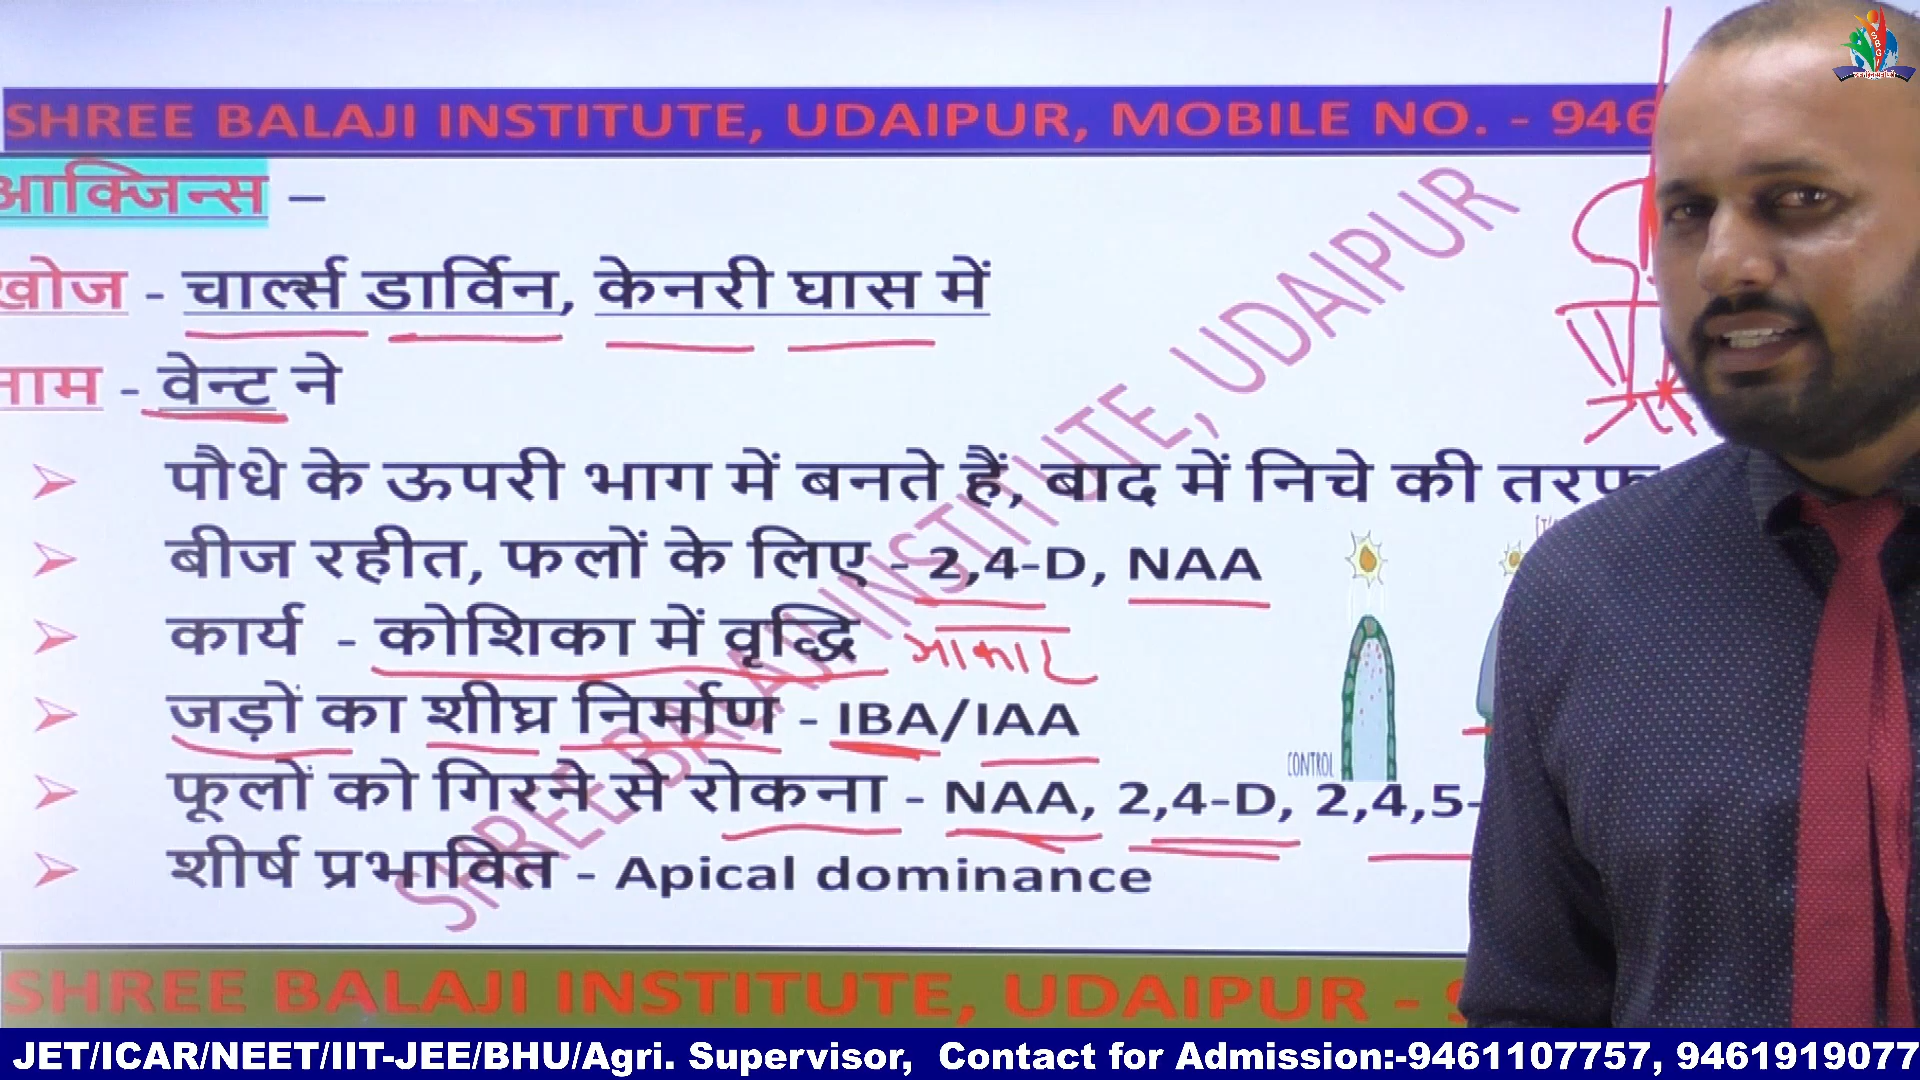 SHREE BALAJI INSTITUTE, UDAIPUR, MOBILE NO. - 946
आक्जिन्स –
खोज - चार्ल्स डार्विन, केनरी घास में
नाम - वेन्ट ने
➢ पौधे के ऊपरी भाग में बनते हैं, बाद में निचे की तरफ
➢ बीज रहीत, फलों के लिए - 2,4-D, NAA
➢ कार्य - कोशिका में वृद्धि आकार
➢ जड़ों का शीघ्र निर्माण - IBA/IAA
➢ फूलों को गिरने से रोकना - NAA, 2,4-D, 2,4,5-
➢ शीर्ष प्रभावित - Apical dominance
CONTROL
SHREE BALAJI INSTITUTE, UDAIPUR
SHREE BALAJI INSTITUTE, UDAIPUR - 9
JET/ICAR/NEET/IIT-JEE/BHU/Agri. Supervisor, Contact for Admission:-9461107757, 9461919077